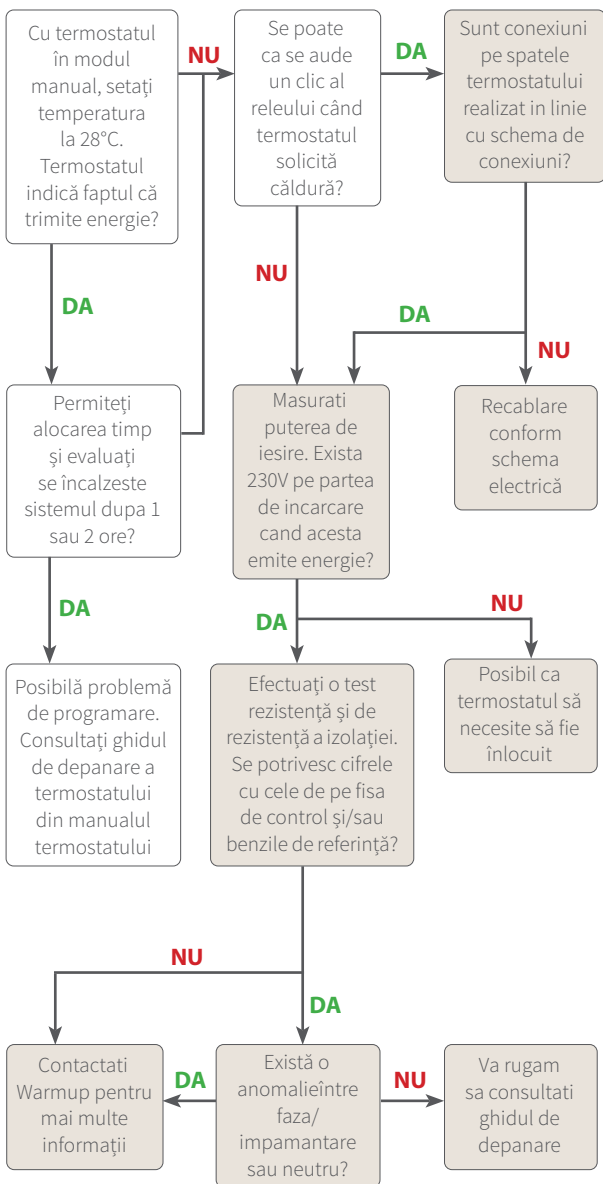 Cu termostatul
în modul
manual, setați
temperatura
la 28°C.
Termostatul
indică faptul că
trimite energie?
NU
Se poate
ca se aude
un clic al
releului când
termostatul
solicită
căldură?
DA
Sunt conexiuni
pe spatele
termostatului
realizat in linie
cu schema de
conexiuni?
DA
NU
DA
NU
Permiteți
alocarea timp
și evaluați
se încalzeste
sistemul dupa 1
sau 2 ore?
Masurati
puterea de
iesire. Exista
230V pe partea
de incarcare
cand acesta
emite energie?
Recablare
conform
schema
electrică
DA
DA
NU
Posibilă problemă
de programare.
Consultați ghidul
de depanare a
termostatului
din manualul
termostatului
Efectuați o test
rezistență și de
rezistență a izolației.
Se potrivesc cifrele
cu cele de pe fisa
de control și/sau
benzile de referință?
Posibil ca
termostatul să
necesite să fie
înlocuit
NU
DA
Contactati
Warmup pentru
mai multe
informații
DA
Există o
anomalieîntre
faza/
impamantare
sau neutru?
NU
Va rugam
sa consultati
ghidul de
depanare